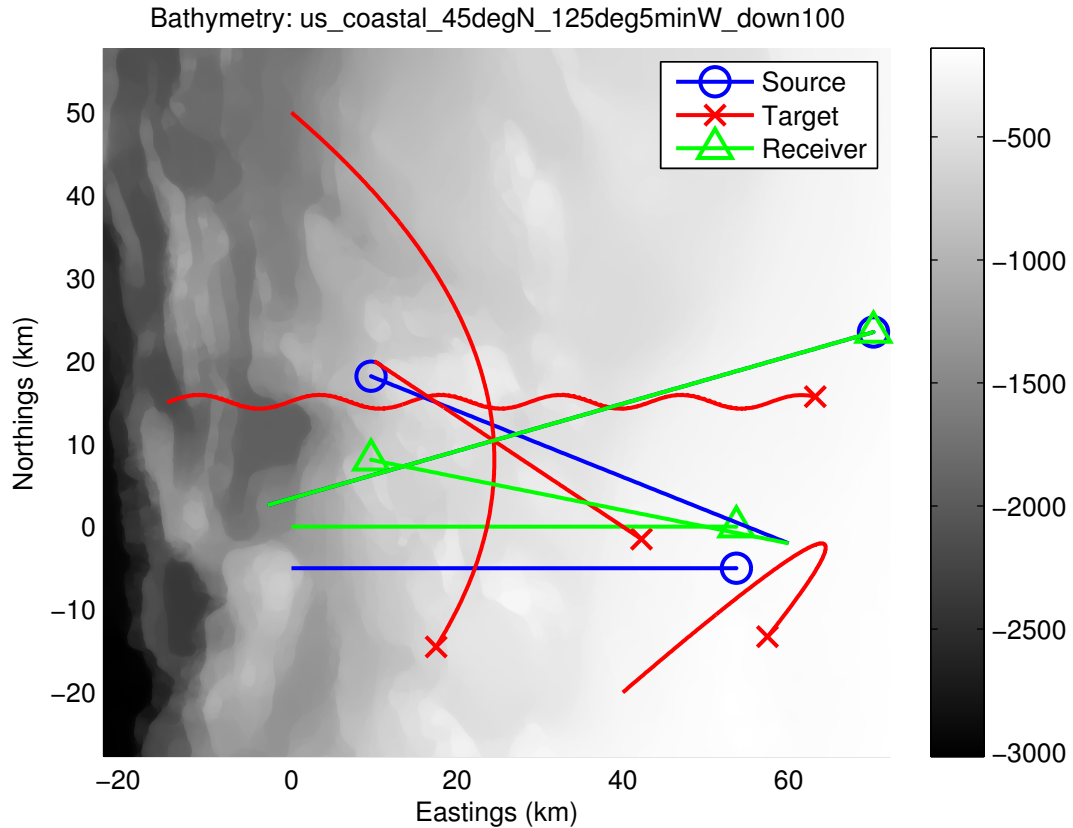 Bathymetry: us_coastal_45degN_125deg5minW_down100
Source
Target
Receiver
50
40
30
20
10
0
−10
−20
Northings (km)
−20 0 20 40 60
Eastings (km)
−500
−1000
−1500
−2000
−2500
−3000